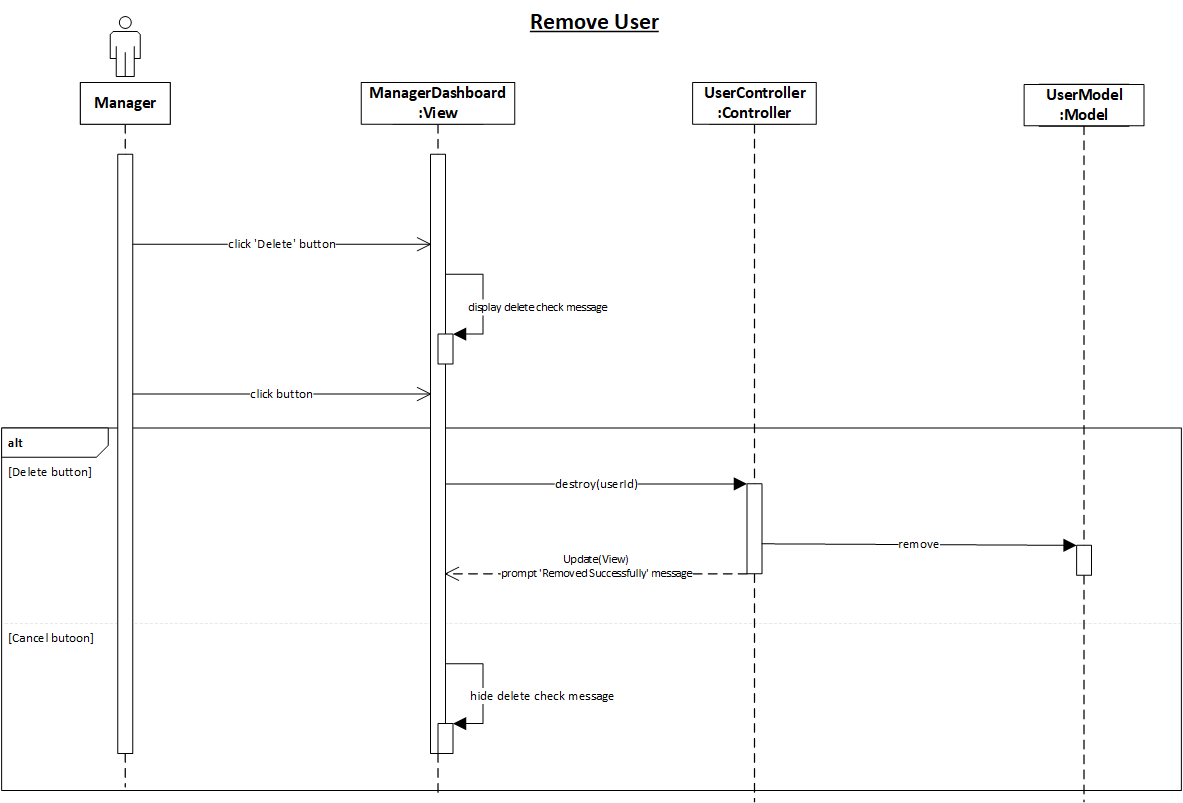 Remove User
Manager
ManagerDashboard
:View
UserController
:Controller
UserModel
:Model
click 'Delete' button
display delete check message
click button
alt
[Delete button]
destroy(userId)
remove
Update(View)
prompt 'Removed Successfully' message
[Cancel butoon]
hide delete check message